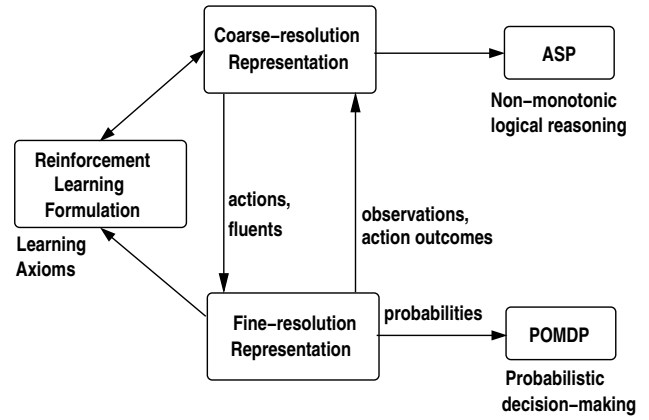 Coarse−resolution
Representation
ASP
Non−monotonic
logical reasoning
Reinforcement
Learning
Formulation
Learning
Axioms
actions,
fluents
observations,
action outcomes
Fine−resolution
Representation
probabilities
POMDP
Probabilistic
decision−making